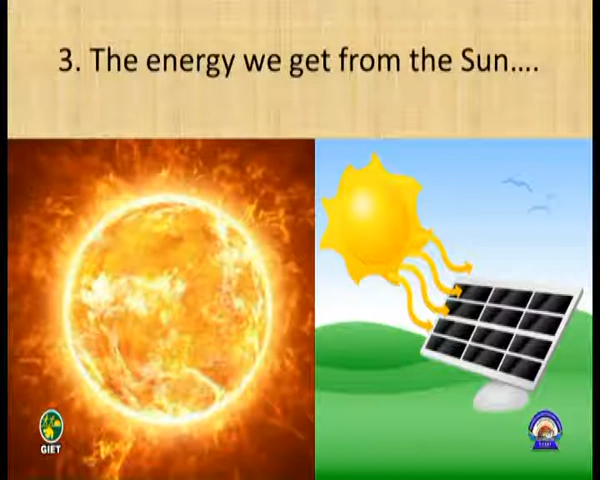 3. The energy we get from the Sun....
GIET